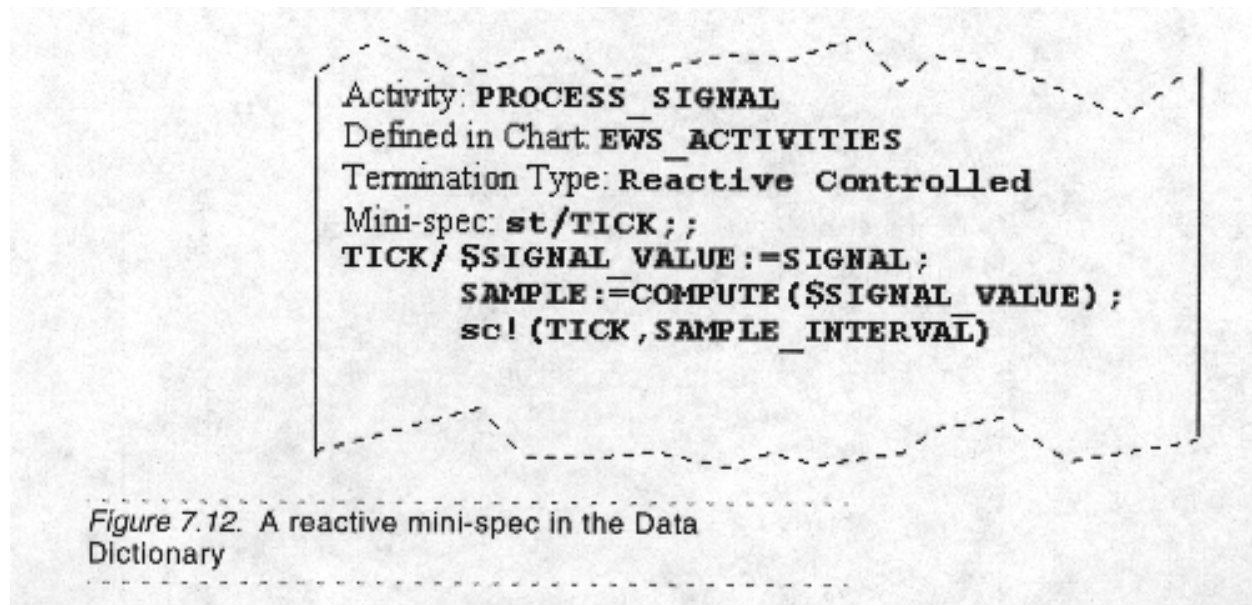 Activity: PROCESS_SIGNAL
Defined in Chart: EWS_ACTIVITIES
Termination Type: Reactive Controlled
Mini-spec: st/TICK;;
TICK/ $SIGNAL_VALUE:=SIGNAL;
SAMPLE:=COMPUTE($SIGNAL_VALUE);
sc!(TICK,SAMPLE_INTERVAL)
Figure 7.12. A reactive mini-spec in the Data
Dictionary